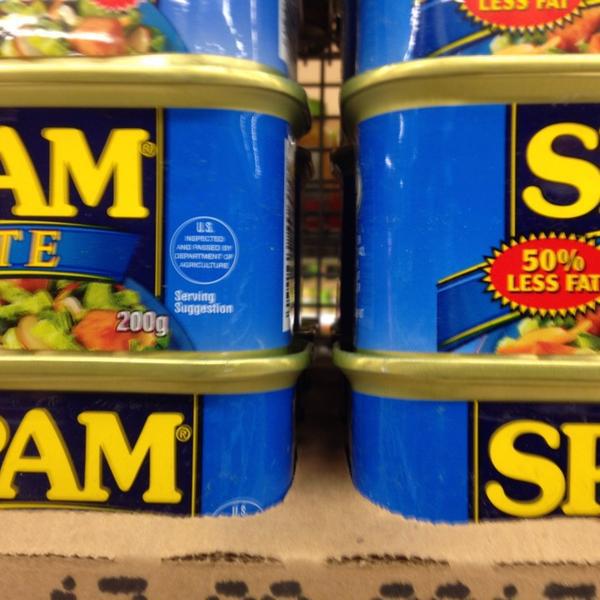 LESS FAT
AM®
TE
U.S.
INSPECTED
AND PASSED BY
DEPARTMENT OF
AGRICULTURE
Serving
Suggestion
200g
S
50%
LESS FAT
PAM®
U.S.
SP